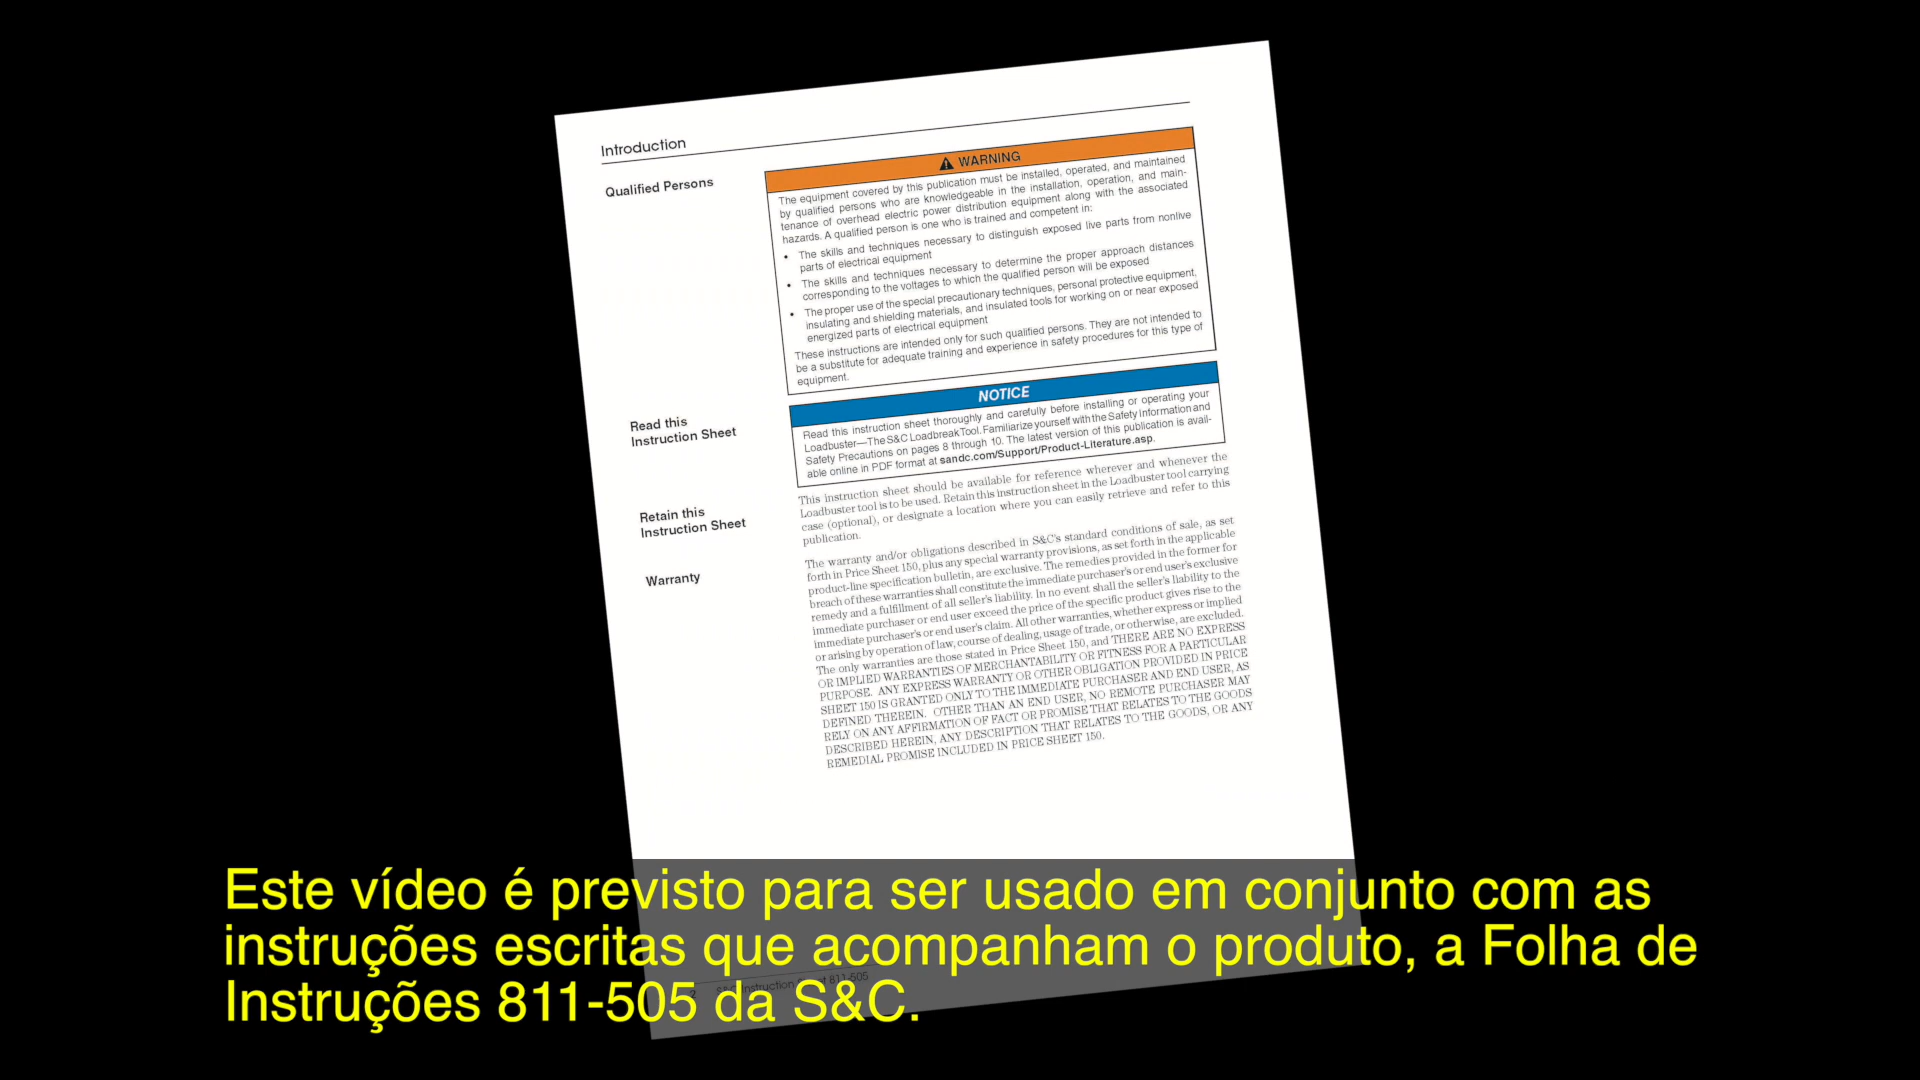 Introduction
Qualified Persons
WARNING
The equipment covered by this publication must be installed, operated, and maintained
by qualified persons who are knowledgeable in the installation, operation, and main-
tenance of overhead electric power distribution equipment along with the associated
hazards. A qualified person is one who is trained and competent in:
• The skills and techniques necessary to distinguish exposed live parts from nonlive
parts of electrical equipment
• The skills and techniques necessary to determine the proper approach distances
corresponding to the voltages to which the qualified person will be exposed
• The proper use of the special precautionary techniques, personal protective equipment,
insulating and shielding materials, and insulated tools for working on or near exposed
energized parts of electrical equipment
These instructions are intended only for such qualified persons. They are not intended to
be a substitute for adequate training and experience in safety procedures for this type of
equipment.
Read this
Instruction Sheet
NOTICE
Read this instruction sheet thoroughly and carefully before installing or operating your
Loadbuster—The S&C Loadbreak Tool. Familiarize yourself with the Safety Information and
Safety Precautions on pages 8 through 10. The latest version of this publication is avail-
able online in PDF format at sandc.com/Support/Product-Literature.asp.
Retain this
Instruction Sheet
This instruction sheet should be available for reference wherever and whenever the
Loadbuster tool is to be used. Retain this instruction sheet in the Loadbuster tool carrying
case (optional), or designate a location where you can easily retrieve and refer to this
publication.
Warranty
The warranty and/or obligations described in S&C's standard conditions of sale, as set
forth in Price Sheet 150, plus any special warranty provisions, as set forth in the applicable
product-line specification bulletin, are exclusive. The remedies provided in the former for
breach of these warranties shall constitute the immediate purchaser's or end user's exclusive
remedy and a fulfillment of all seller's liability. In no event shall the seller's liability to the
immediate purchaser or end user exceed the price of the specific product gives rise to the
immediate purchaser's or end user's claim. All other warranties, whether express or implied
or arising by operation of law, course of dealing, usage of trade, or otherwise, are excluded.
The only warranties are those stated in Price Sheet 150, and THERE ARE NO EXPRESS
OR IMPLIED WARRANTIES OF MERCHANTABILITY OR FITNESS FOR A PARTICULAR
PURPOSE. ANY EXPRESS WARRANTY OR OTHER OBLIGATION PROVIDED IN PRICE
SHEET 150 IS GRANTED ONLY TO THE IMMEDIATE PURCHASER AND END USER, AS
DEFINED THEREIN. OTHER THAN AN END USER, NO REMOTE PURCHASER MAY
RELY ON ANY AFFIRMATION OF FACT OR PROMISE THAT RELATES TO THE GOODS
DESCRIBED HEREIN, ANY DESCRIPTION THAT RELATES TO THE GOODS, OR ANY
REMEDIAL PROMISE INCLUDED IN PRICE SHEET 150.
2 Instruction 811-505
Este vídeo é previsto para ser usado em conjunto com as
instruções escritas que acompanham o produto, a Folha de
Instruções 811-505 da S&C.